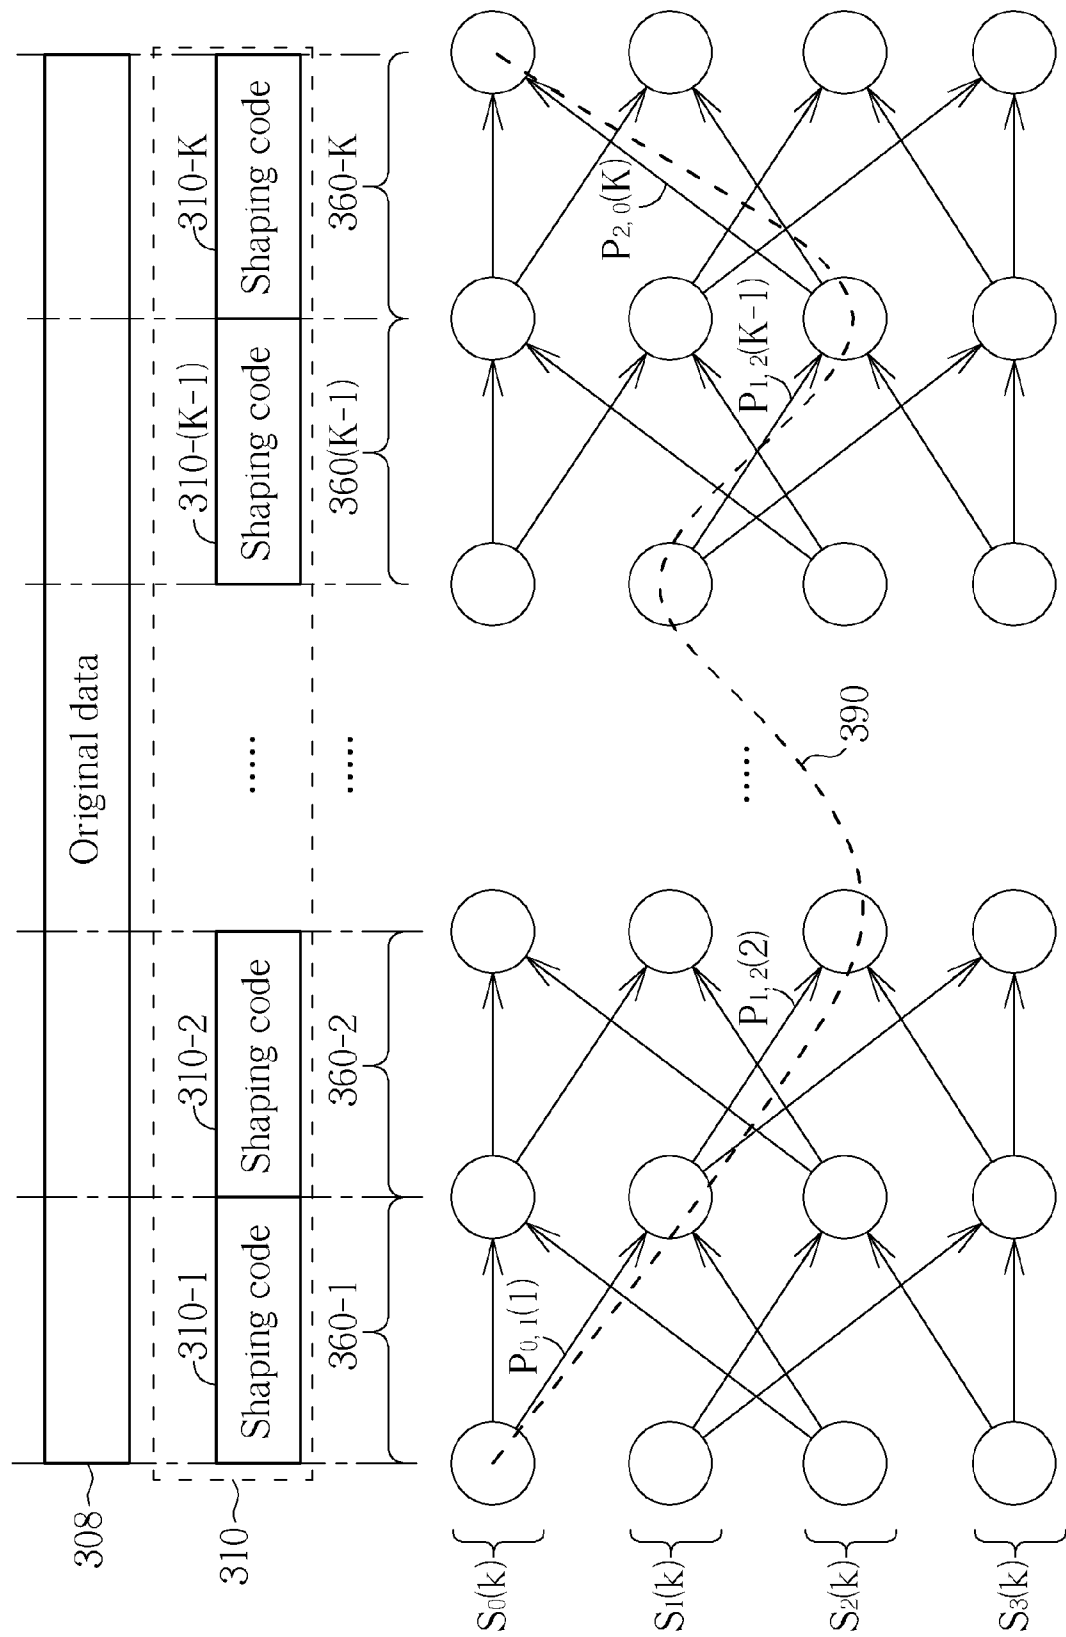 308
Original data
310
310-1
310-2
310-(K-1)
310-K
Shaping code
Shaping code
.....
Shaping code
Shaping code
360-1
360-2
.....
360(K-1)
360-K
S0(k)
P0, 1(1)
P2, 0(K)
S1(k)
P1, 2(2)
.....
P1, 2(K-1)
S2(k)
390
S3(k)